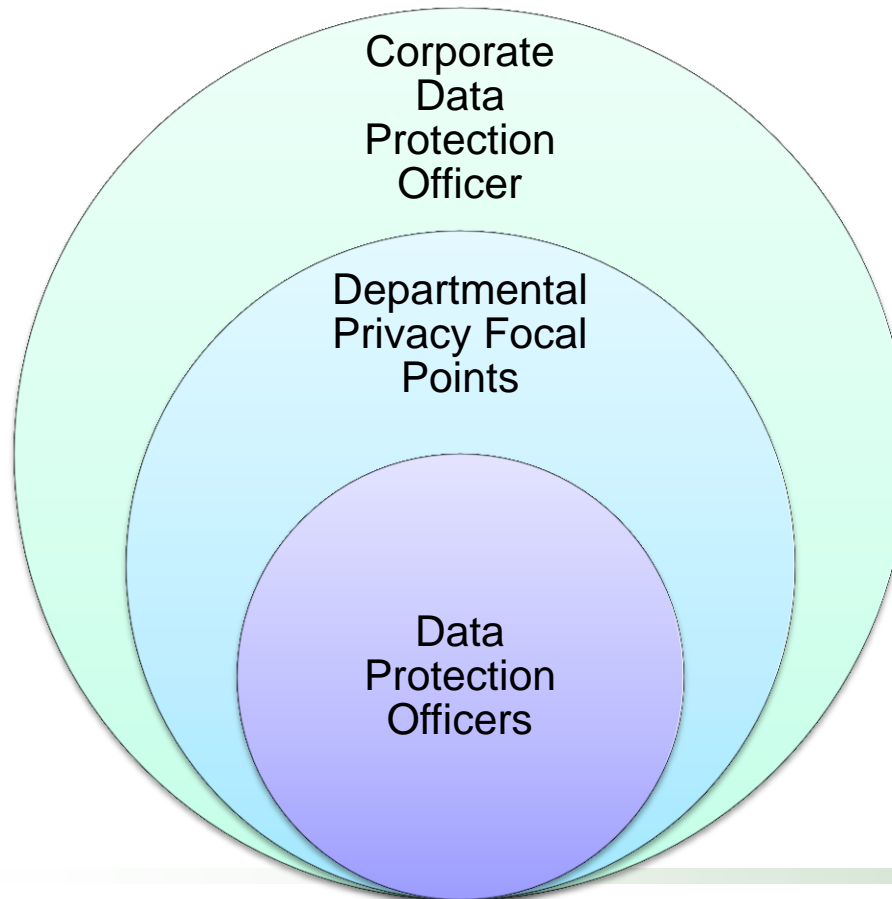 Corporate
Data
Protection
Officer
Departmental
Privacy Focal
Points
Data
Protection
Officers